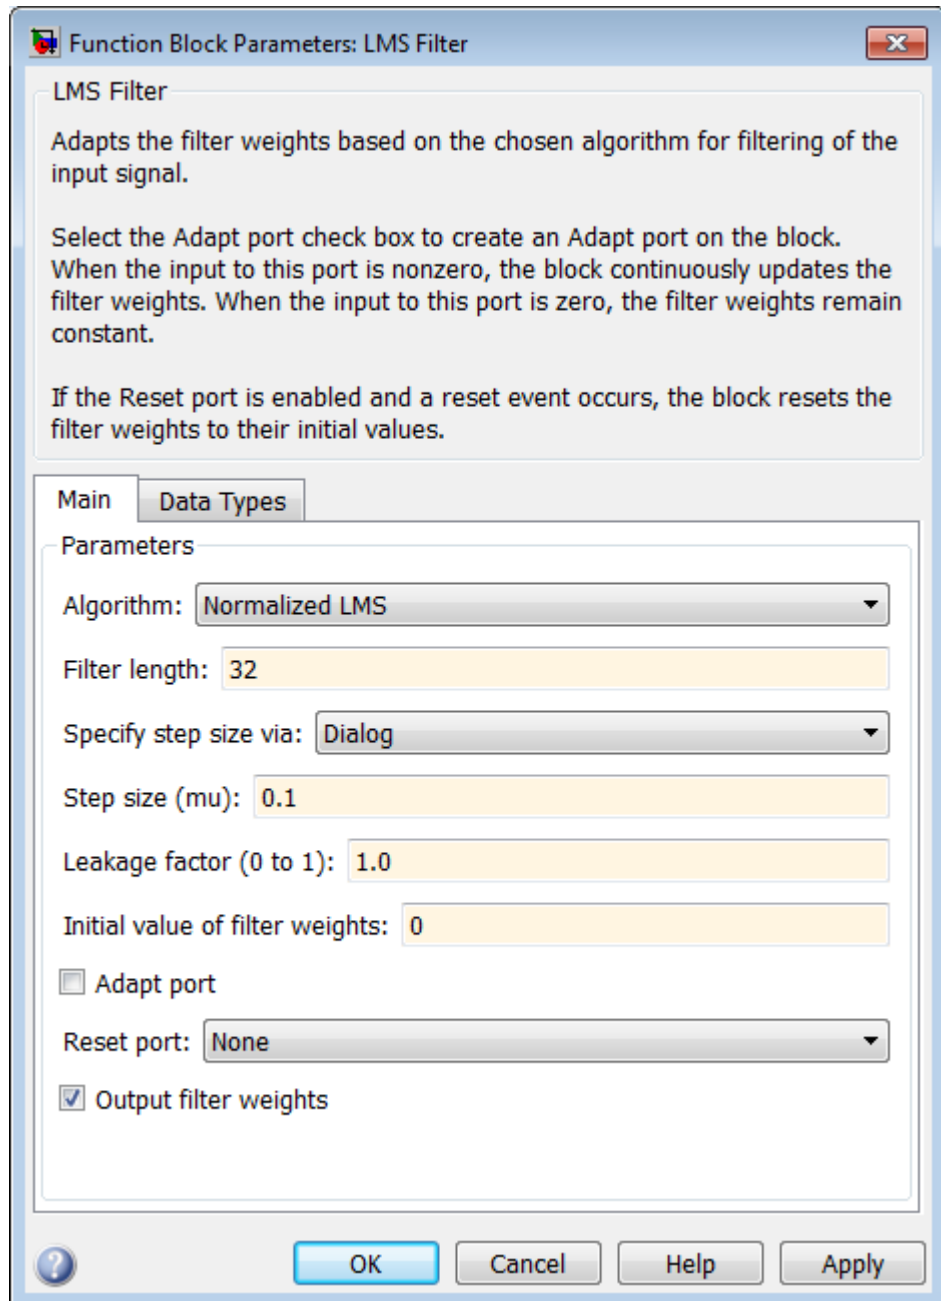 Function Block Parameters: LMS Filter
LMS Filter
Adapts the filter weights based on the chosen algorithm for filtering of the
input signal.
Select the Adapt port check box to create an Adapt port on the block.
When the input to this port is nonzero, the block continuously updates the
filter weights. When the input to this port is zero, the filter weights remain
constant.
If the Reset port is enabled and a reset event occurs, the block resets the
filter weights to their initial values.
Main Data Types
Parameters
Algorithm: Normalized LMS
Filter length: 32
Specify step size via: Dialog
Step size (mu): 0.1
Leakage factor (0 to 1): 1.0
Initial value of filter weights: 0
Adapt port
Reset port: None
Output filter weights
? OK Cancel Help Apply